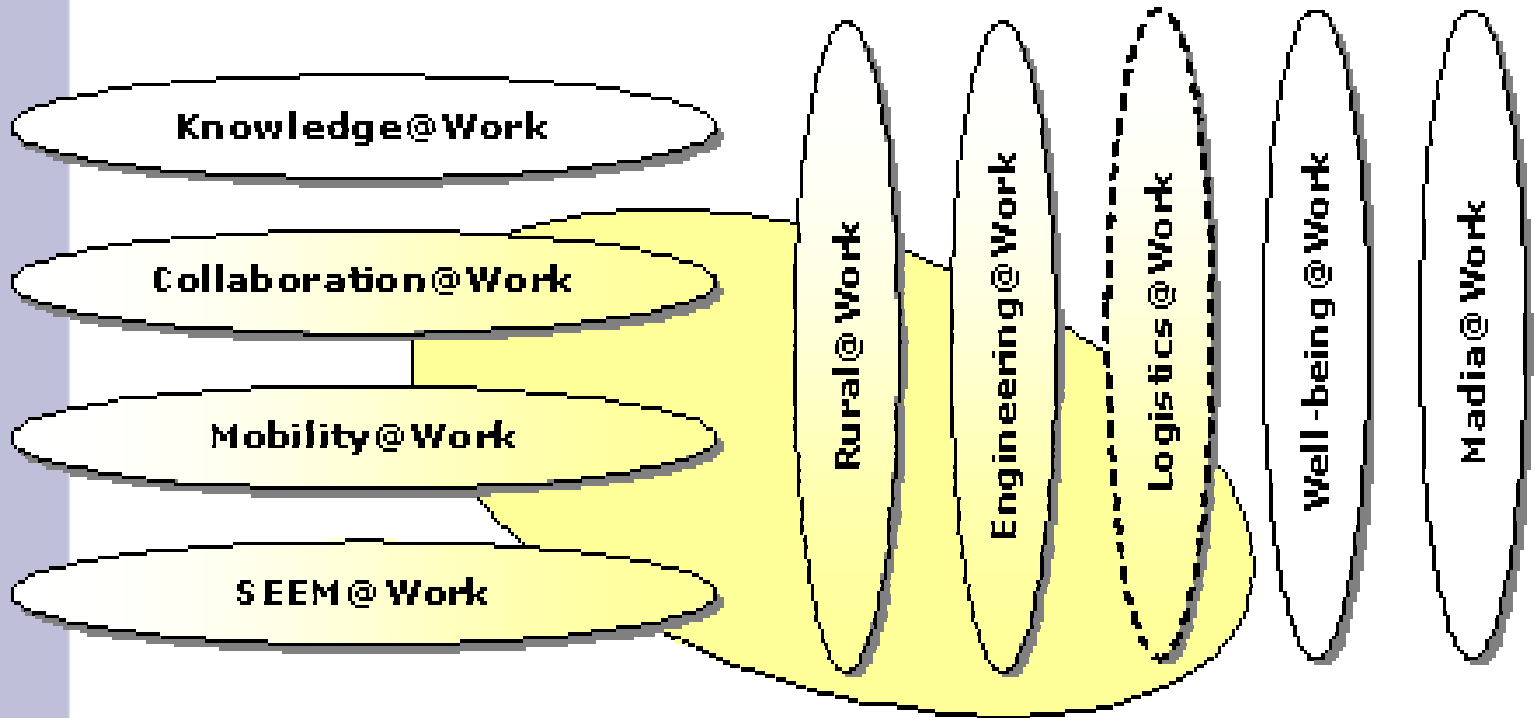 Knowledge@Work
Collaboration@Work
Mobility@Work
SEEM@Work
Rural@Work
Engineering@Work
Logistics@Work
Well-being@Work
Madia@Work